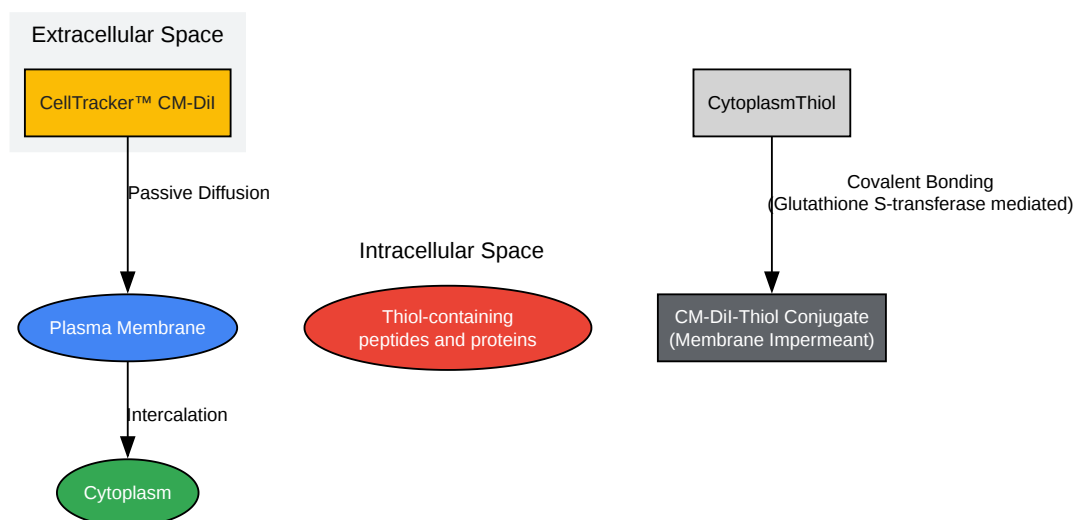 Extracellular Space
CellTracker™ CM-DiI
CytoplasmThiol
Passive Diffusion
Covalent Bonding
(Glutathione S-transferase mediated)
Intracellular Space
Plasma Membrane
Thiol-containing
peptides and proteins
CM-DiI-Thiol Conjugate
(Membrane Impermeant)
Intercalation
Cytoplasm